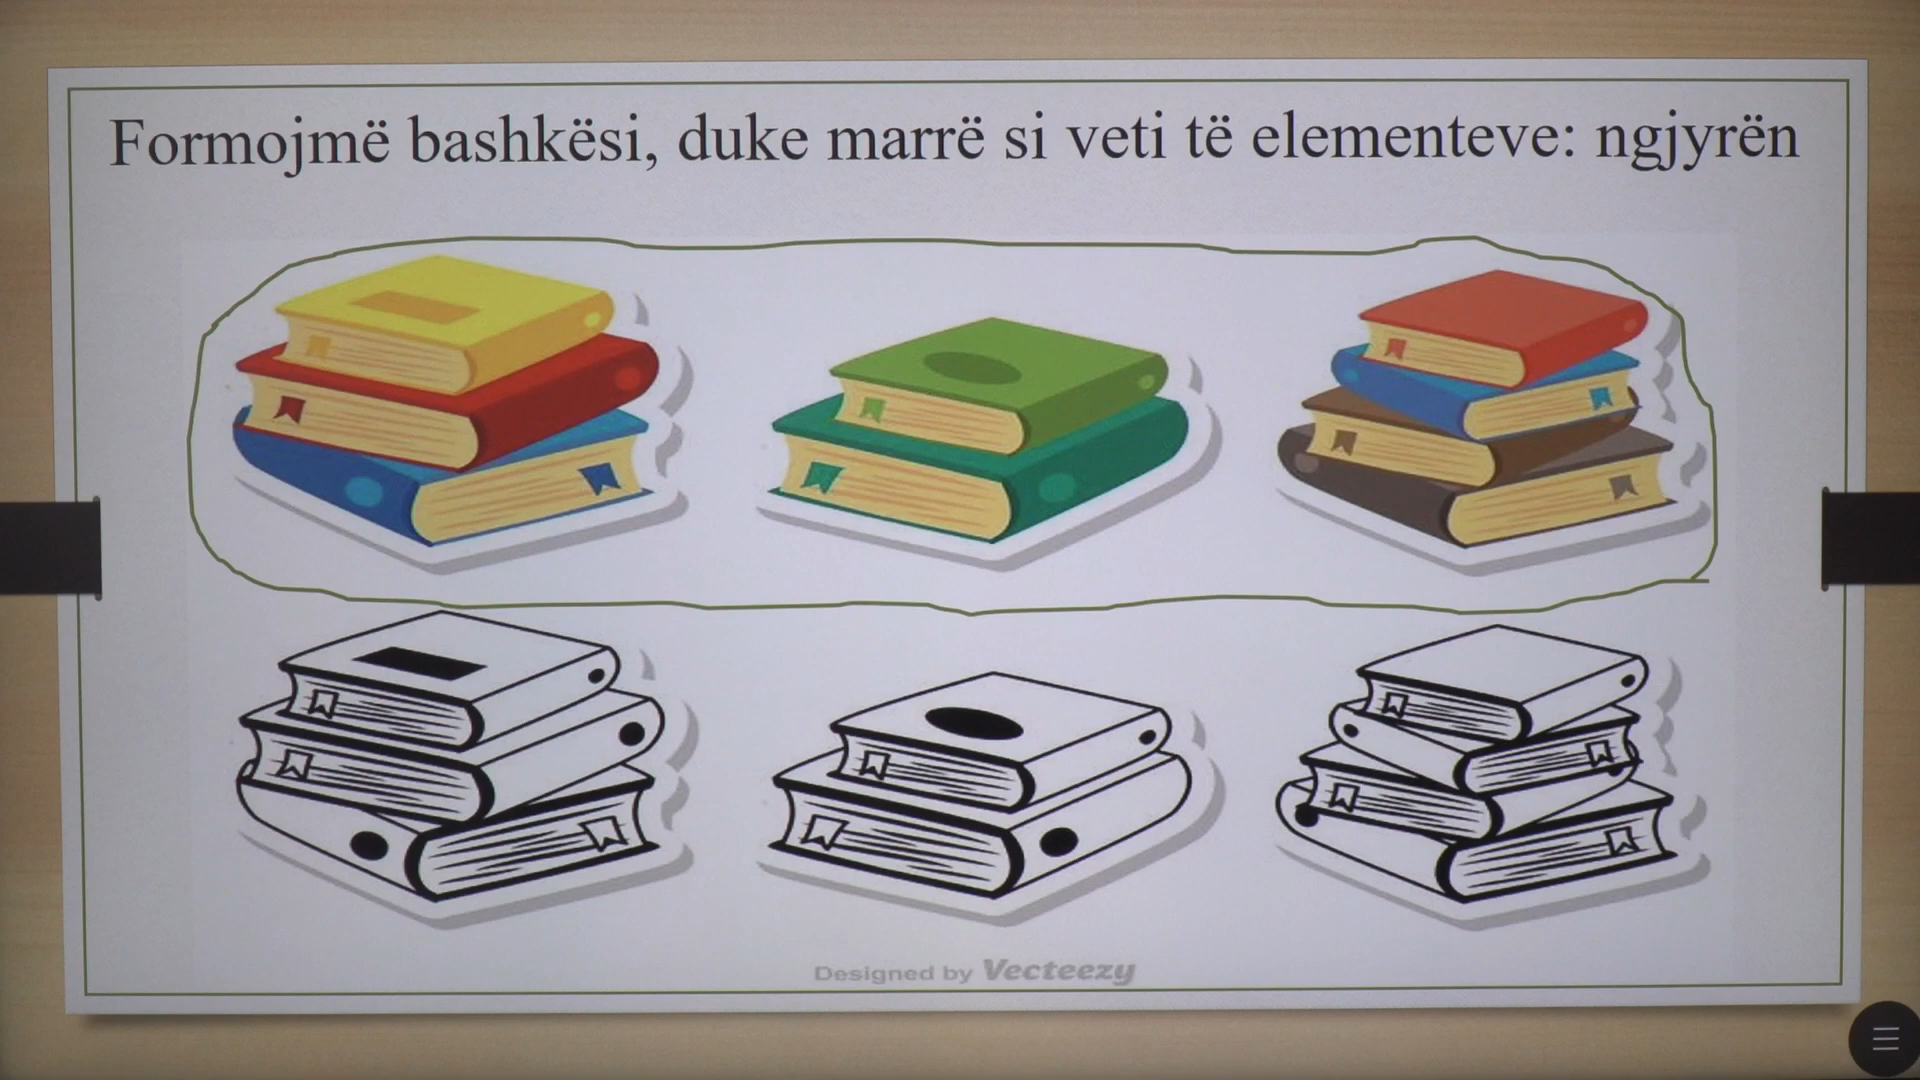 Formojmë bashkësi, duke marrë si veti të elementeve: ngjyrën
Designed by Vecteezy